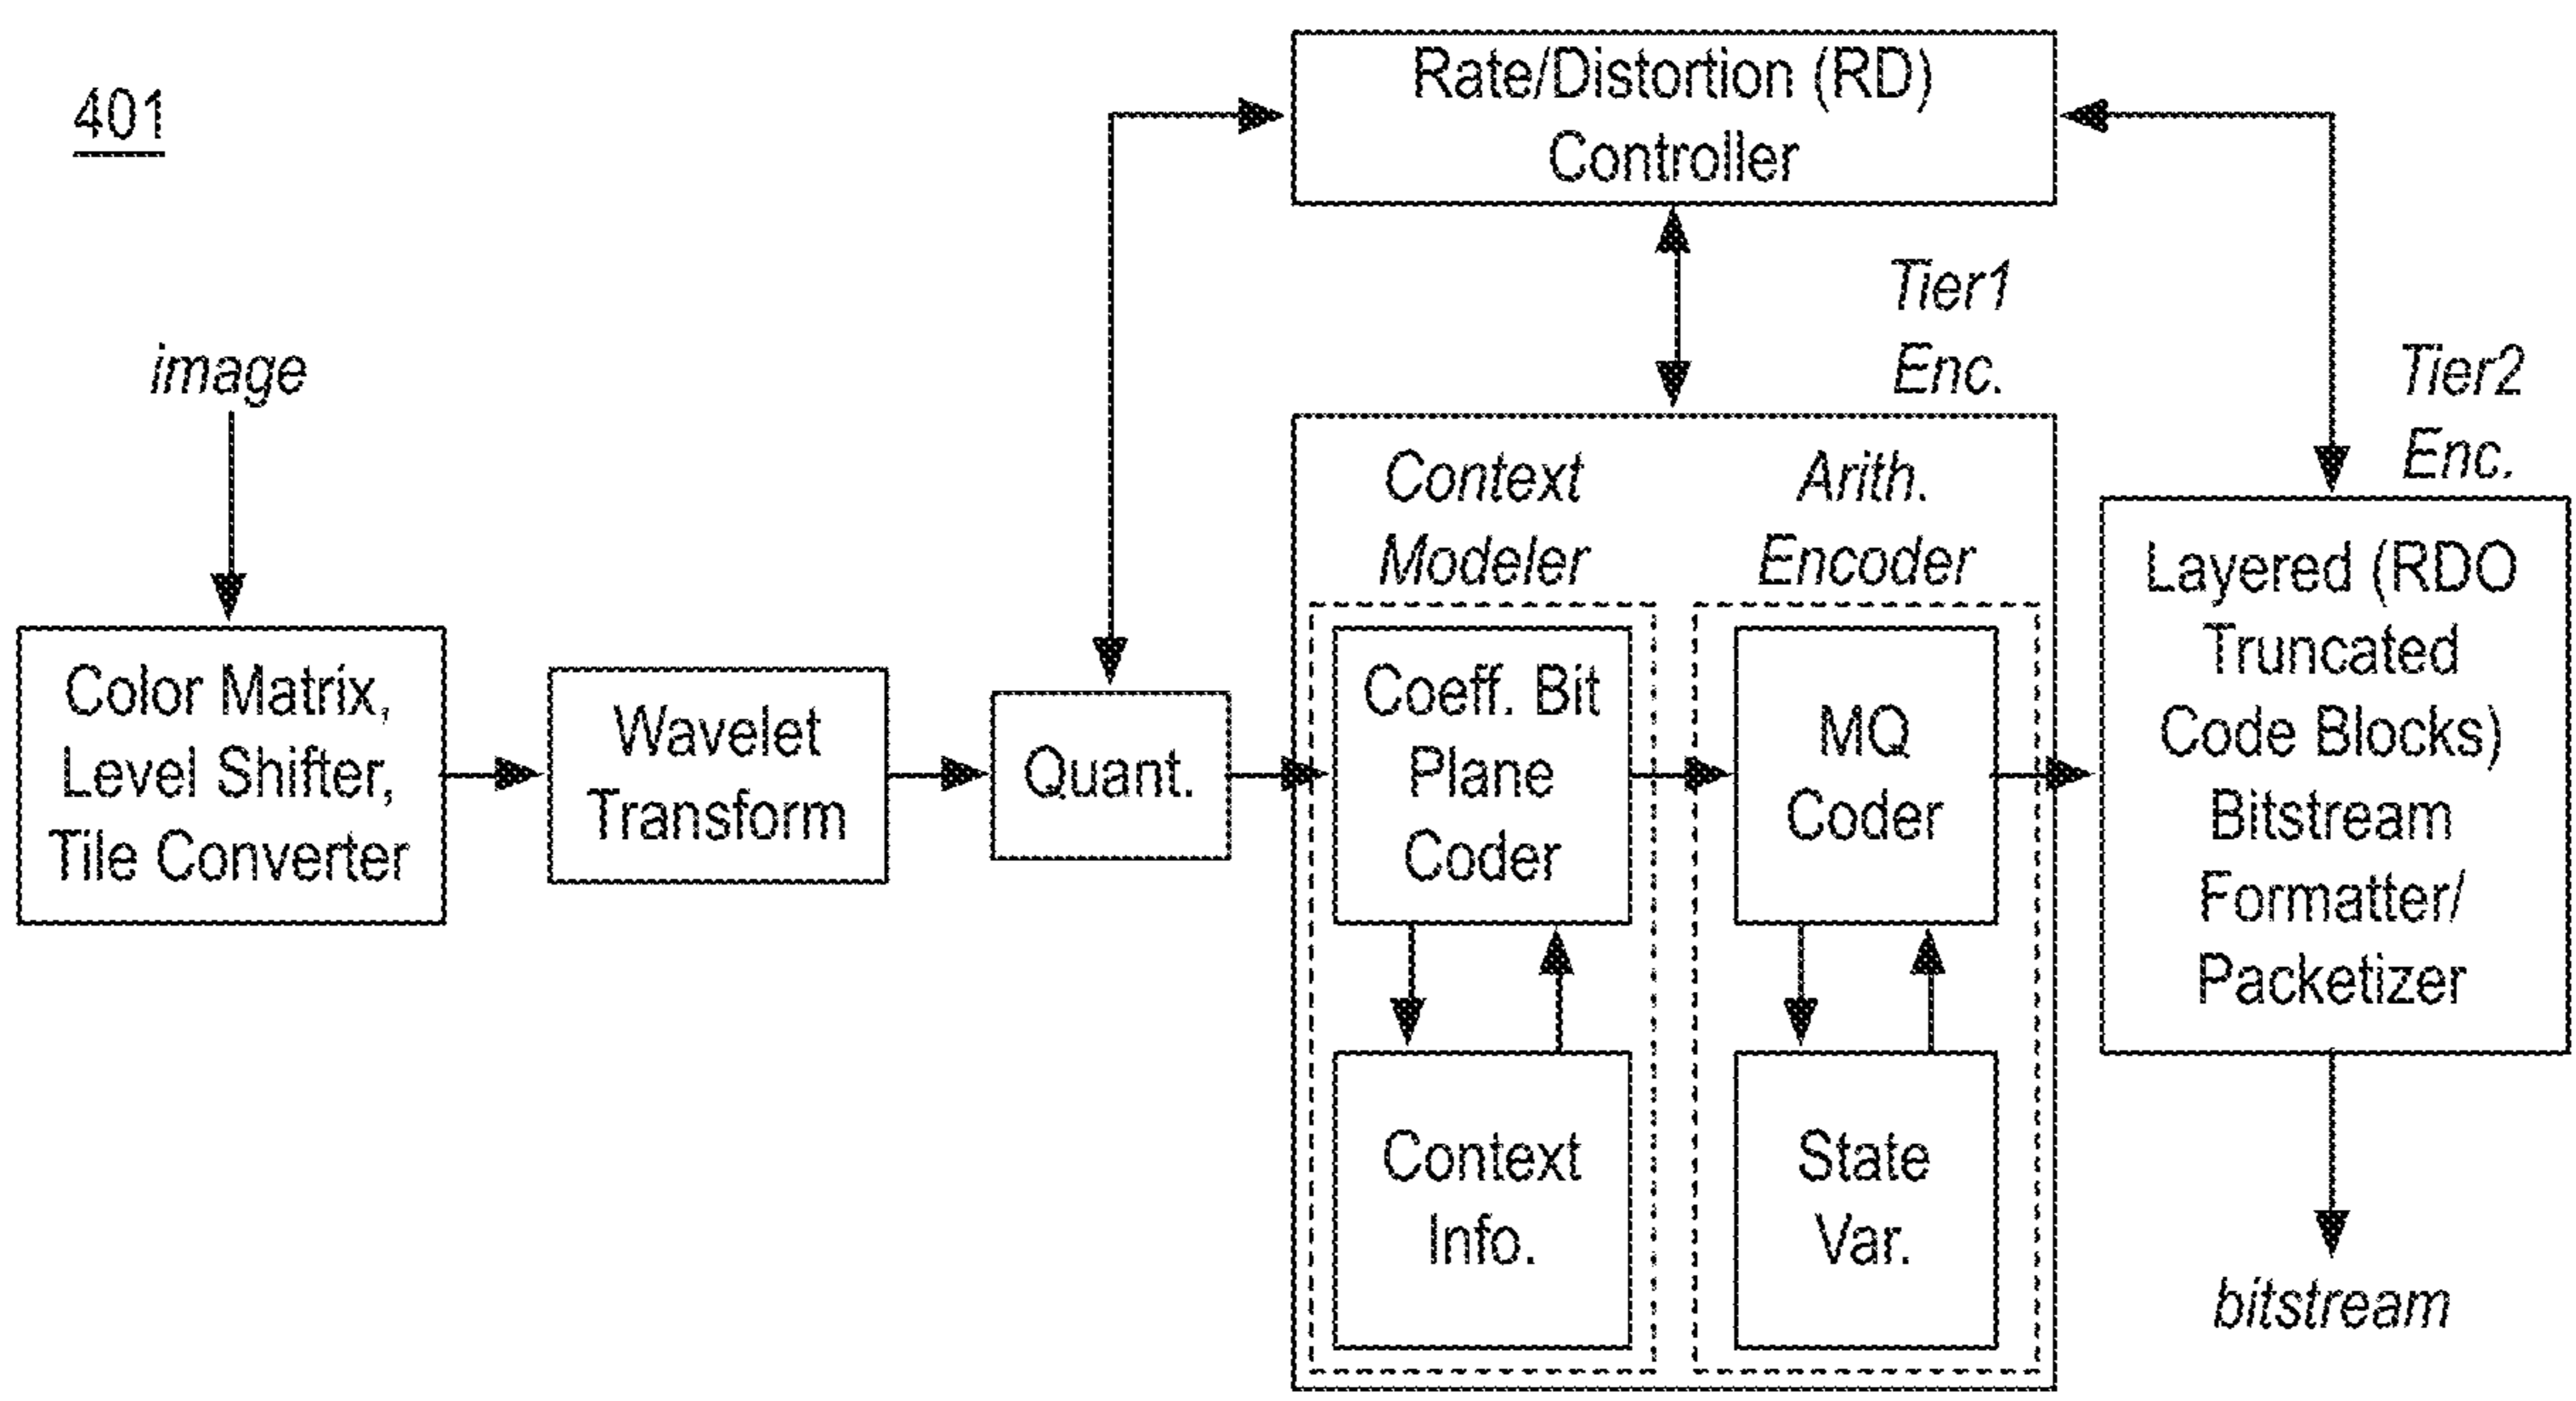 401
Rate/Distortion (RD)
Controller
Tier1
Enc.
Tier2
Enc.
image
Color Matrix,
Level Shifter,
Tile Converter
Wavelet
Transform
Quant.
Context
Modeler
Coeff. Bit
Plane
Coder
Context
Info.
Arith.
Encoder
MQ
Coder
State
Var.
Layered (RDO
Truncated
Code Blocks)
Bitstream
Formatter/
Packetizer
bitstream